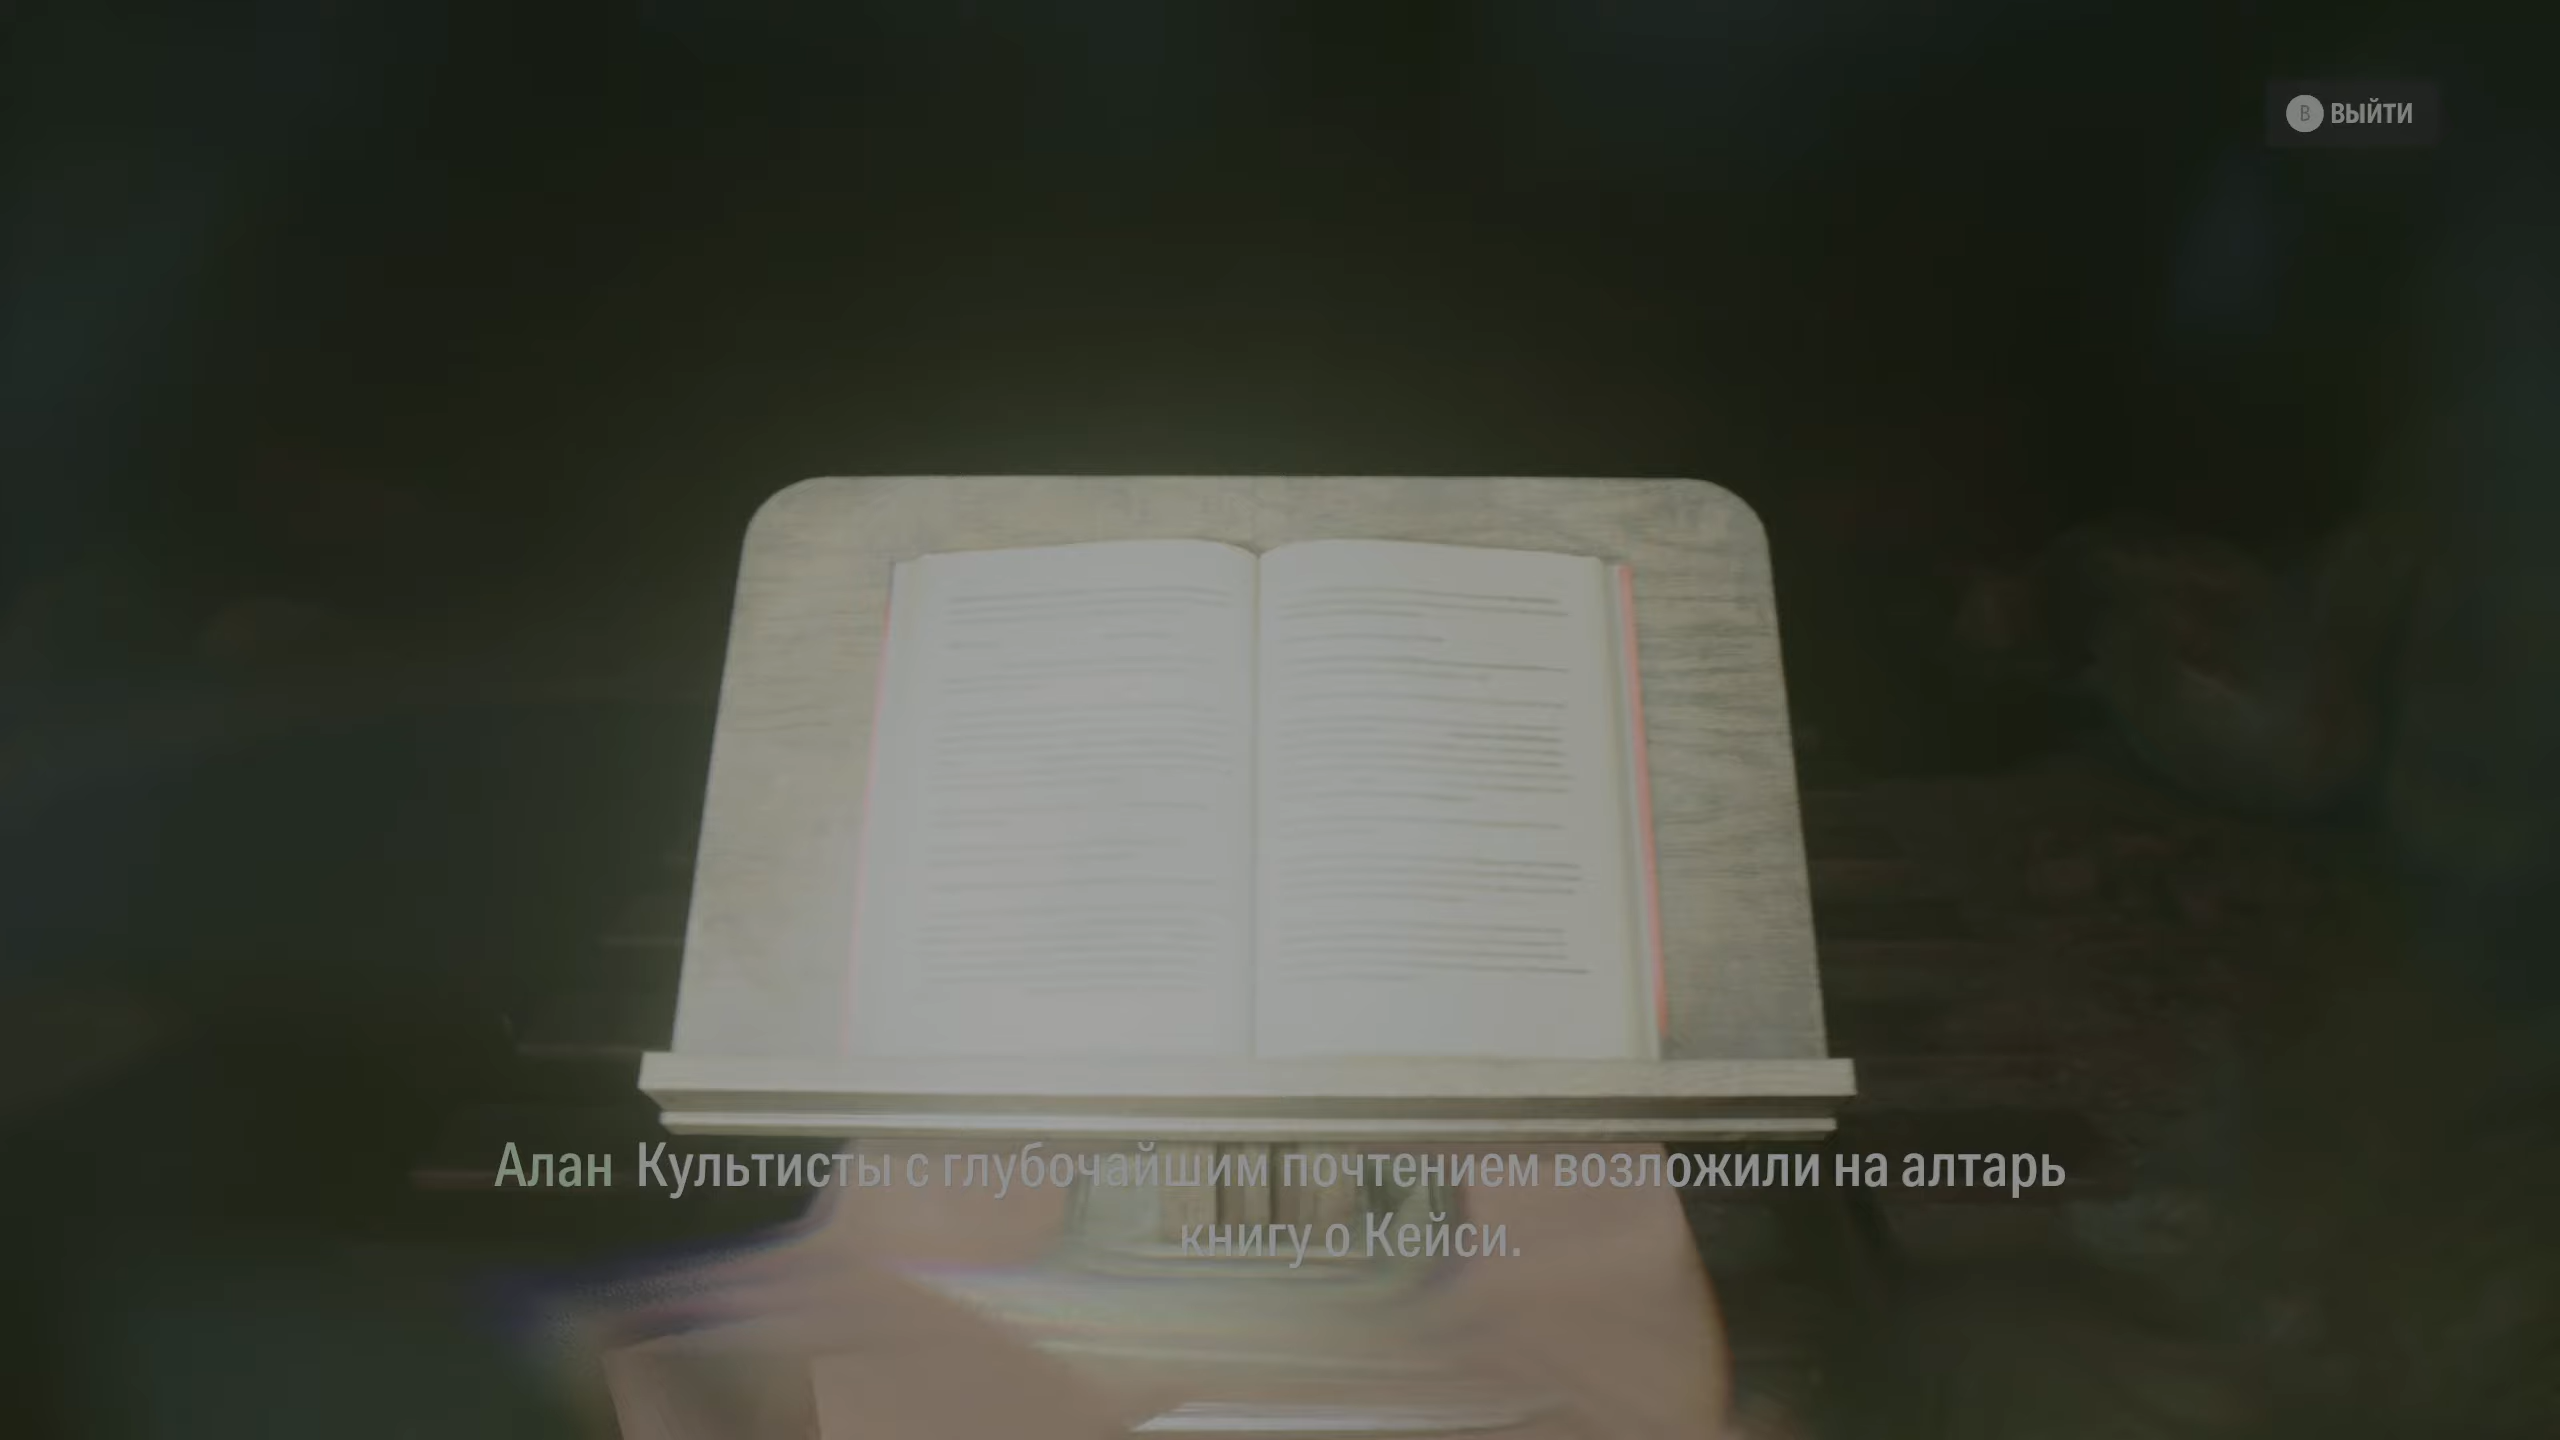 B ВЫЙТИ
Алан Культисты с глубочайшим почтением возложили на алтарь
книгу о Кейси.